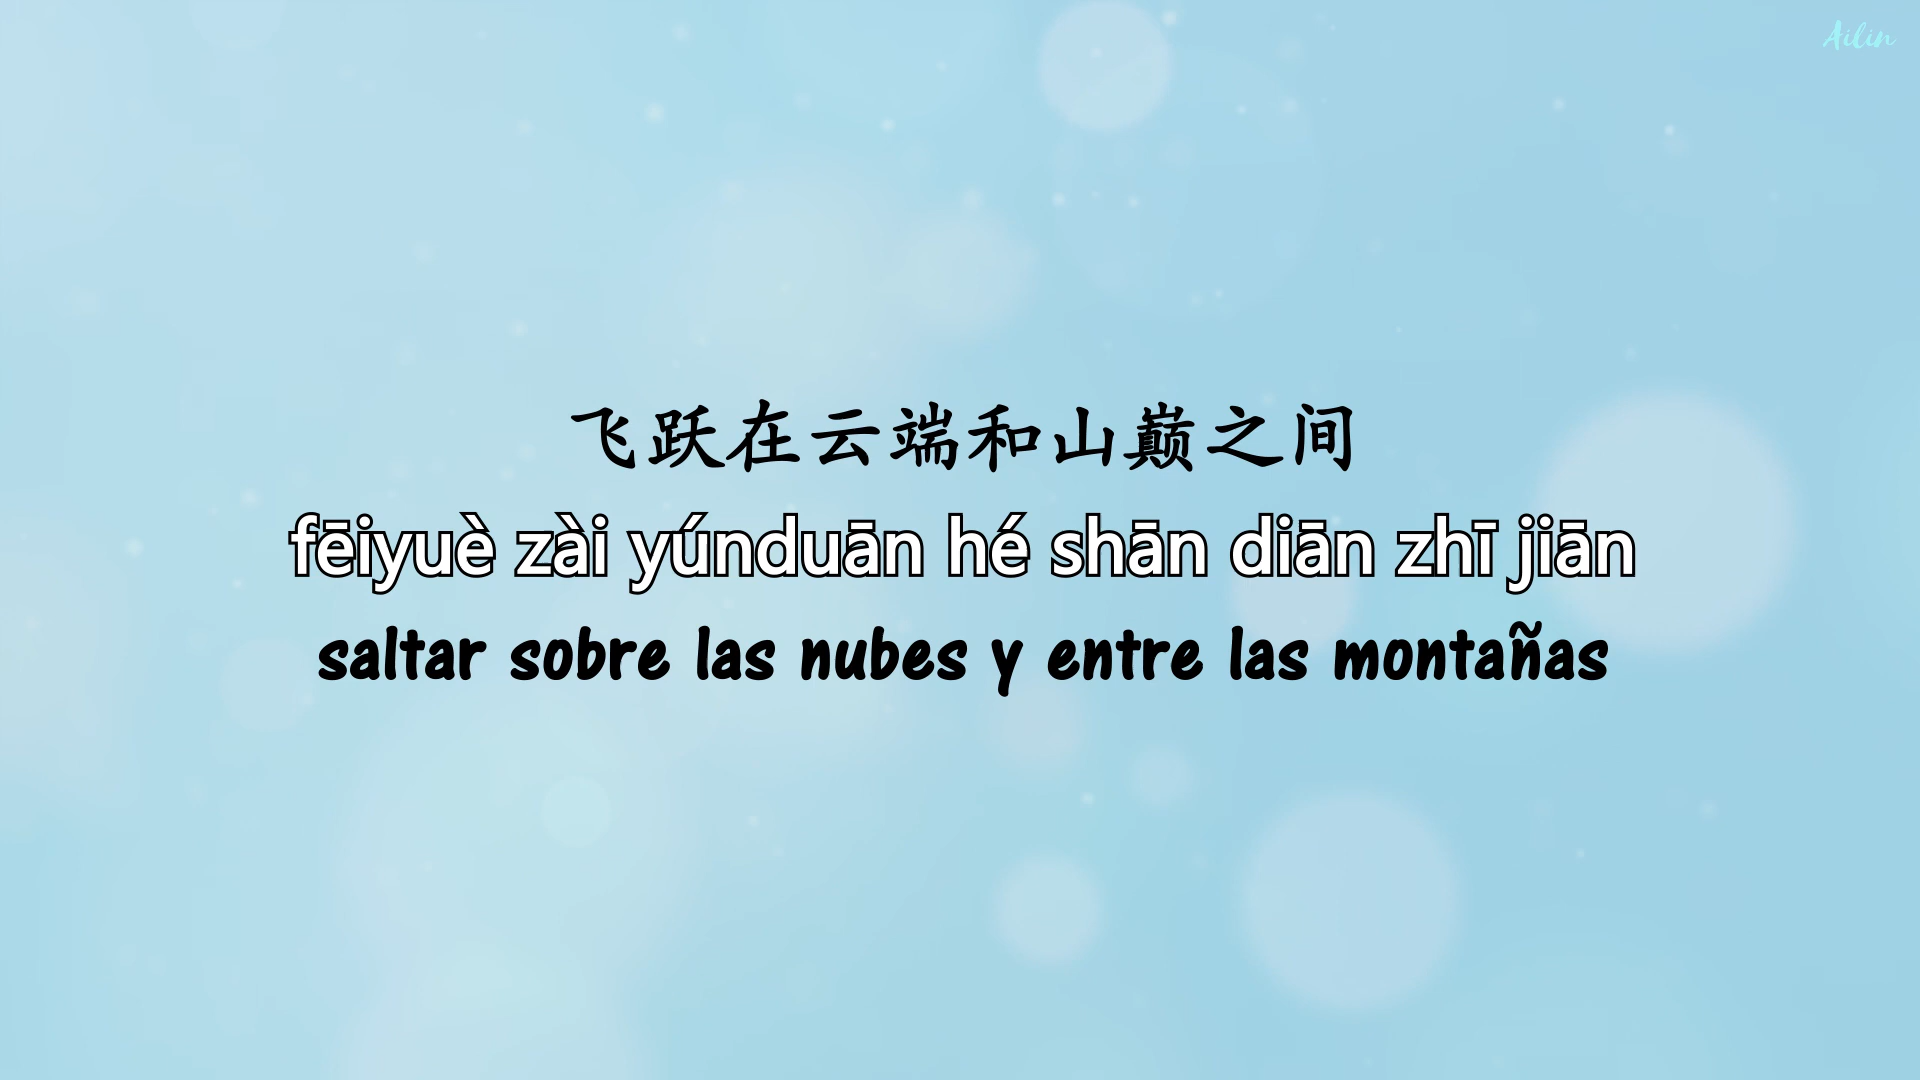 Ailin
飞跃在云端和山巅之间
fēiyuè zài yúnduān hé shān diān zhī jiān
saltar sobre las nubes y entre las montañas